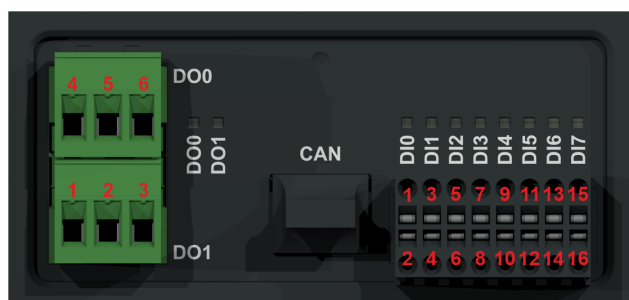 4 5 6 DO0
DO0 DO1
CAN
DI0 DI1 DI2 DI3 DI4 DI5 DI6 DI7
1 3 5 7 9 11 13 15
1 2 3
DO1
2 4 6 8 10 12 14 16